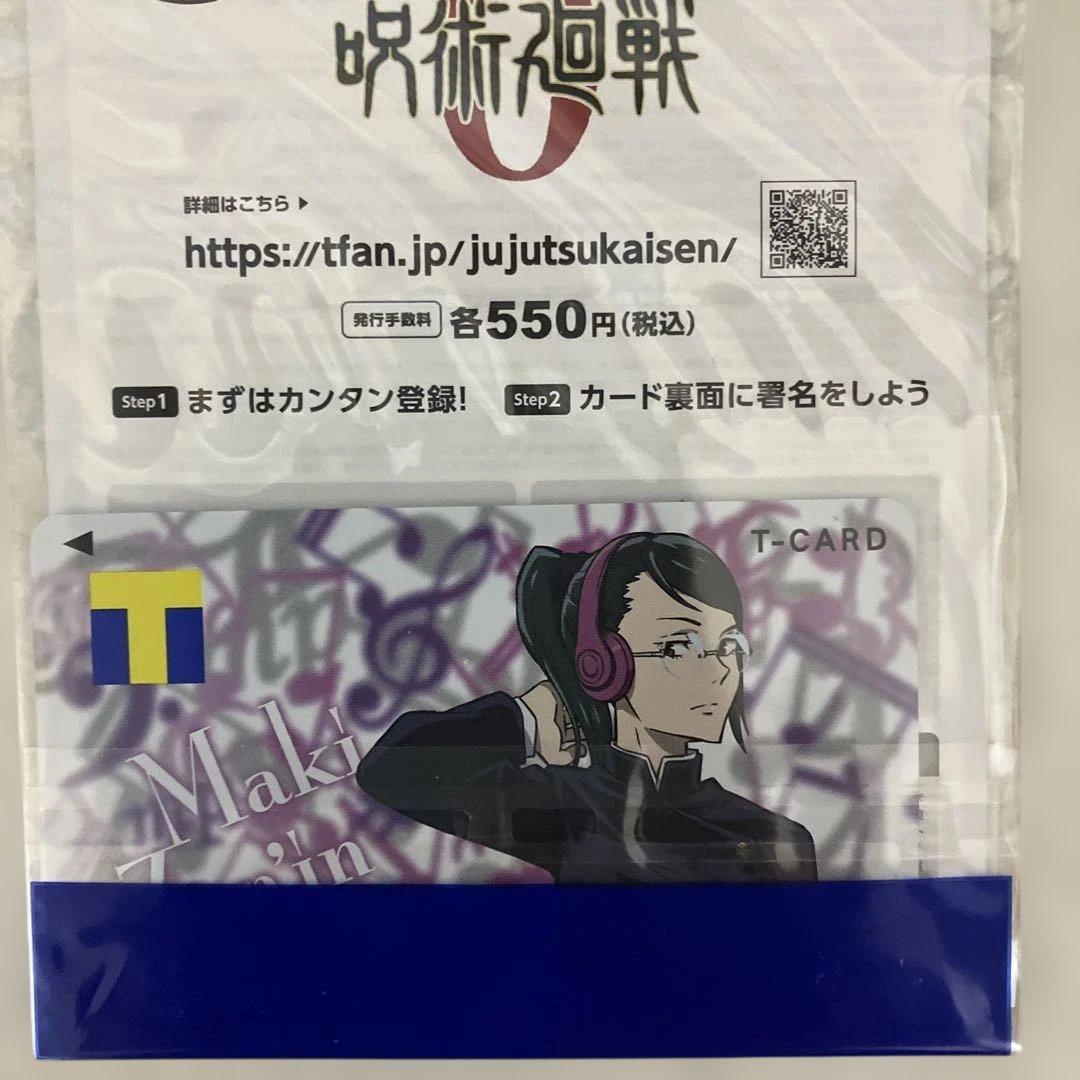 呪術廻戦
0
詳細はこちら▶
https://tfan.jp/jujutsukaisen/
発行手数料 各550円(税込)
Step1 まずはカンタン登録! Step2 カード裏面に署名をしよう
T-CARD
T
Maki